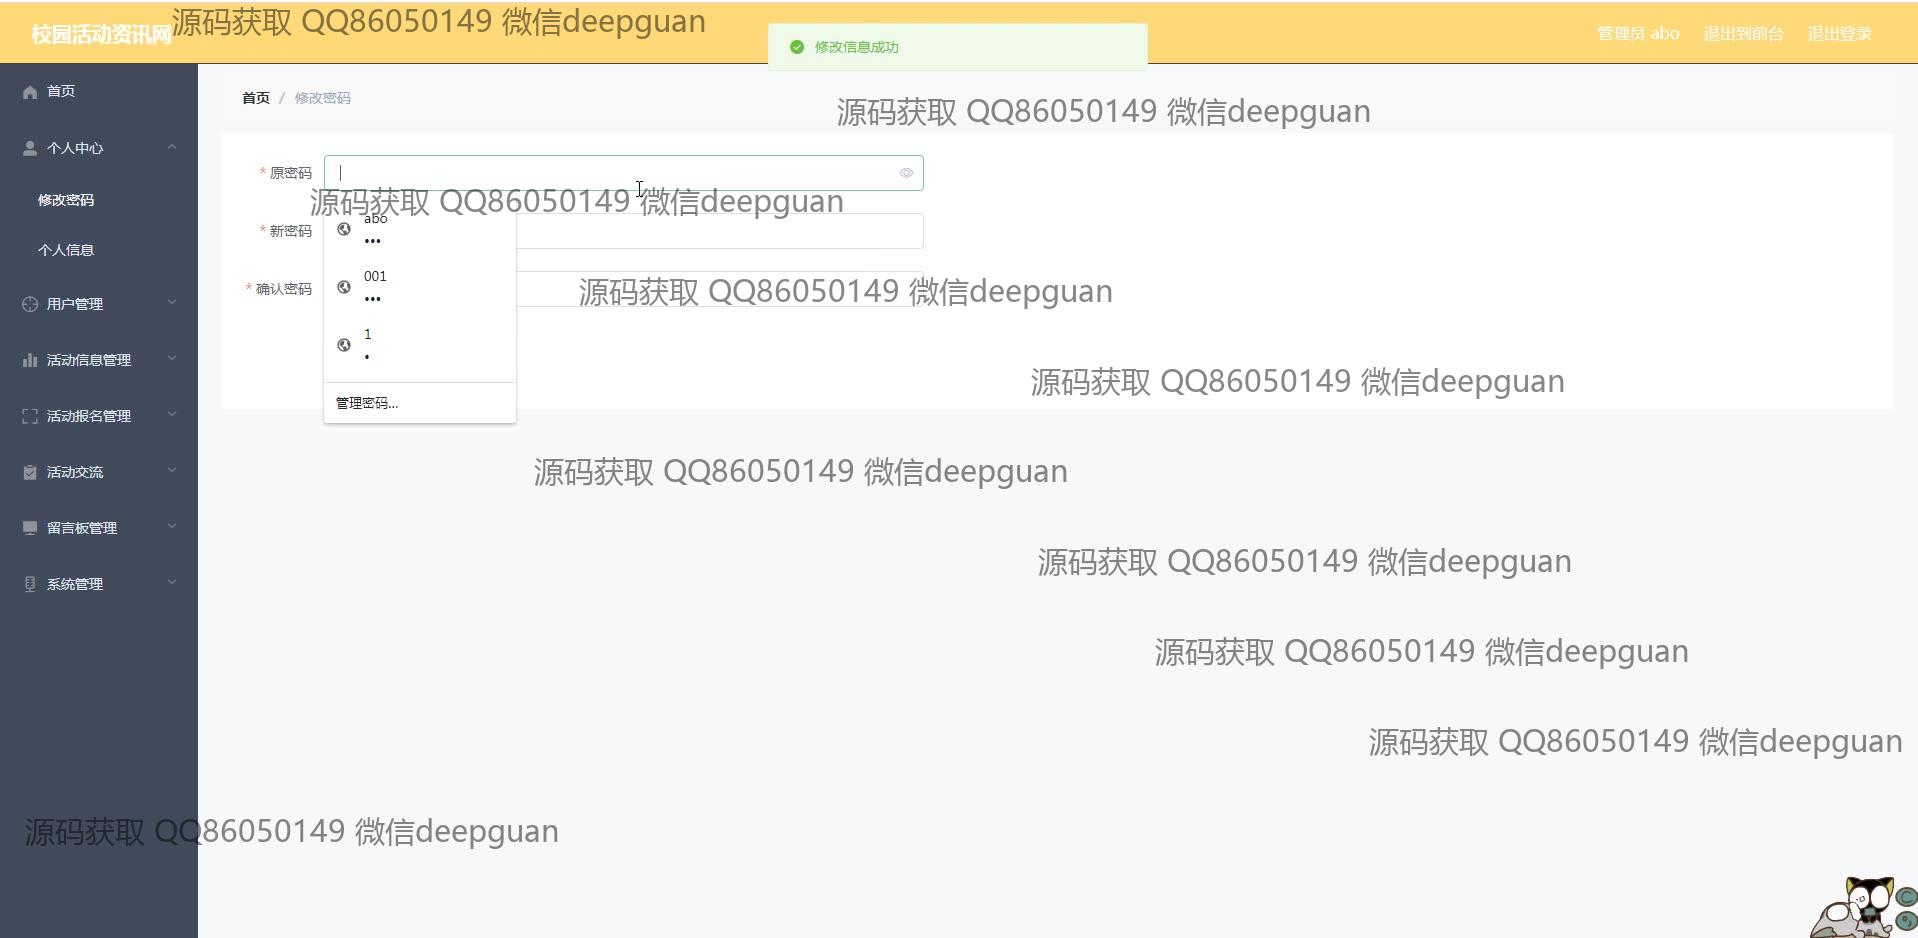 校园活动资讯网
源码获取 QQ86050149 微信deepguan
修改信息成功
管理员 abo
退出到前台
退出登录
首页
个人中心
修改密码
个人信息
用户管理
活动信息管理
活动报名管理
活动交流
留言板管理
系统管理
首页 / 修改密码
源码获取 QQ86050149 微信deepguan
* 原密码
源码获取 QQ86050149 微信deepguan
* 新密码
abo
•••
001
•••
* 确认密码
源码获取 QQ86050149 微信deepguan
1
•
管理密码...
源码获取 QQ86050149 微信deepguan
源码获取 QQ86050149 微信deepguan
源码获取 QQ86050149 微信deepguan
源码获取 QQ86050149 微信deepguan
源码获取 QQ86050149 微信deepguan
源码获取 QQ86050149 微信deepguan